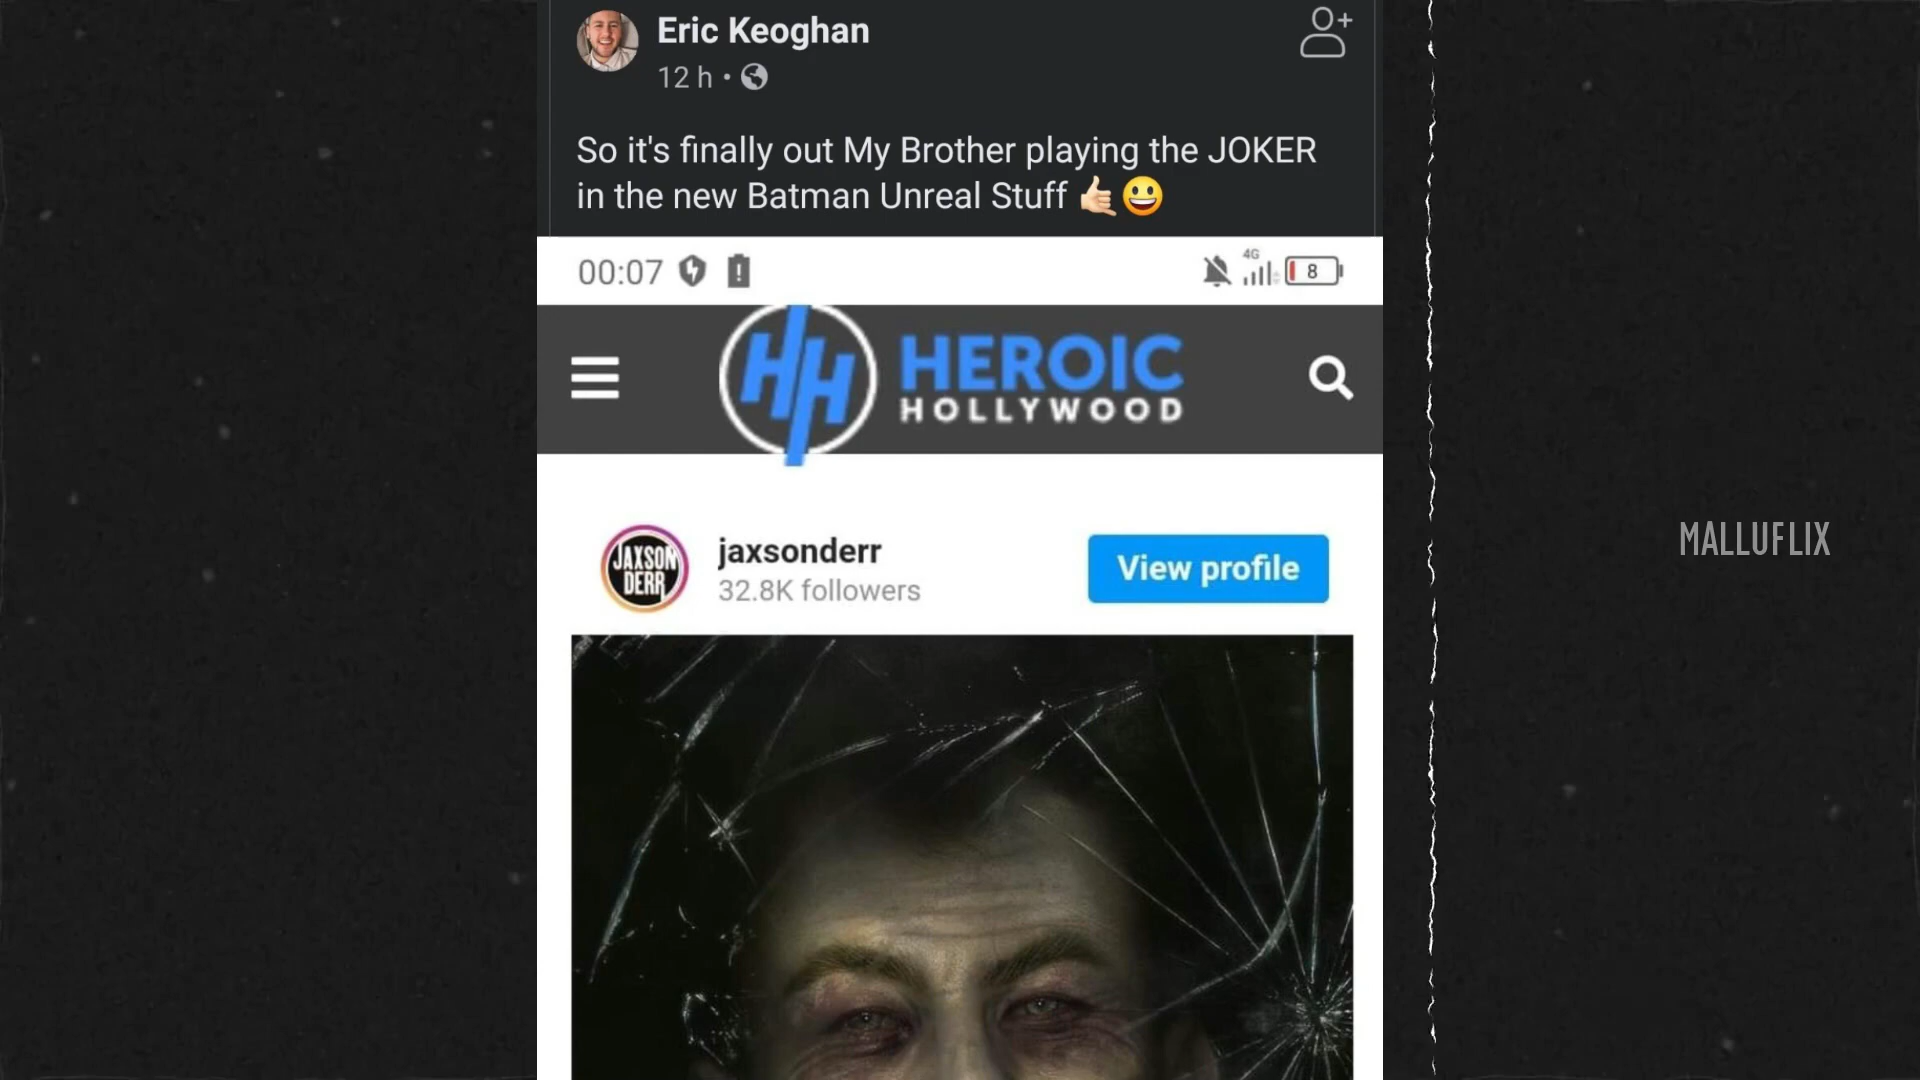 Eric Keoghan
12 h •
So it's finally out My Brother playing the JOKER
in the new Batman Unreal Stuff 🤙🏻😃
00:07
4G
8
HH
HEROIC
HOLLYWOOD
JAXSON
DERR
jaxsonderr
32.8K followers
View profile
MALLUFLIX